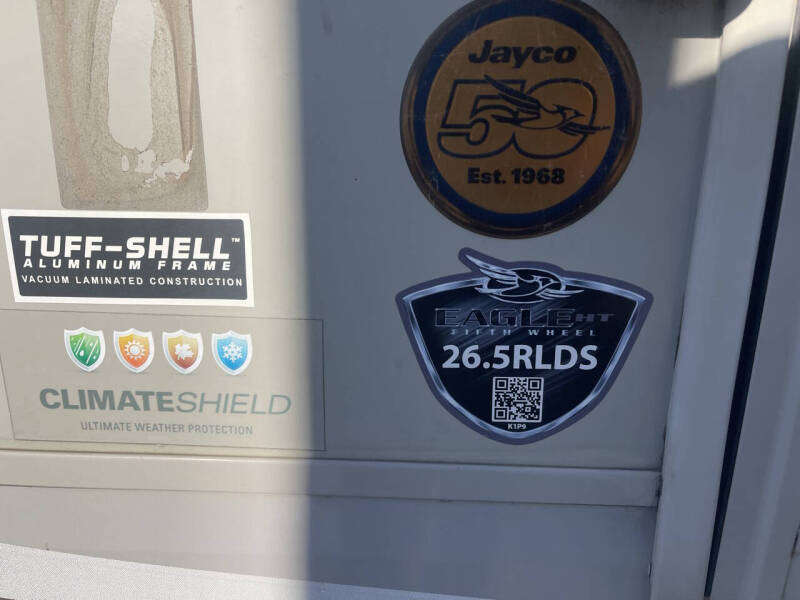 Jayco
50
Est. 1968
TUFF-SHELL™
ALUMINUM FRAME
VACUUM LAMINATED CONSTRUCTION
EAGLE HT
FIFTH WHEEL
26.5RLDS
K1P9
CLIMATESHIELD
ULTIMATE WEATHER PROTECTION